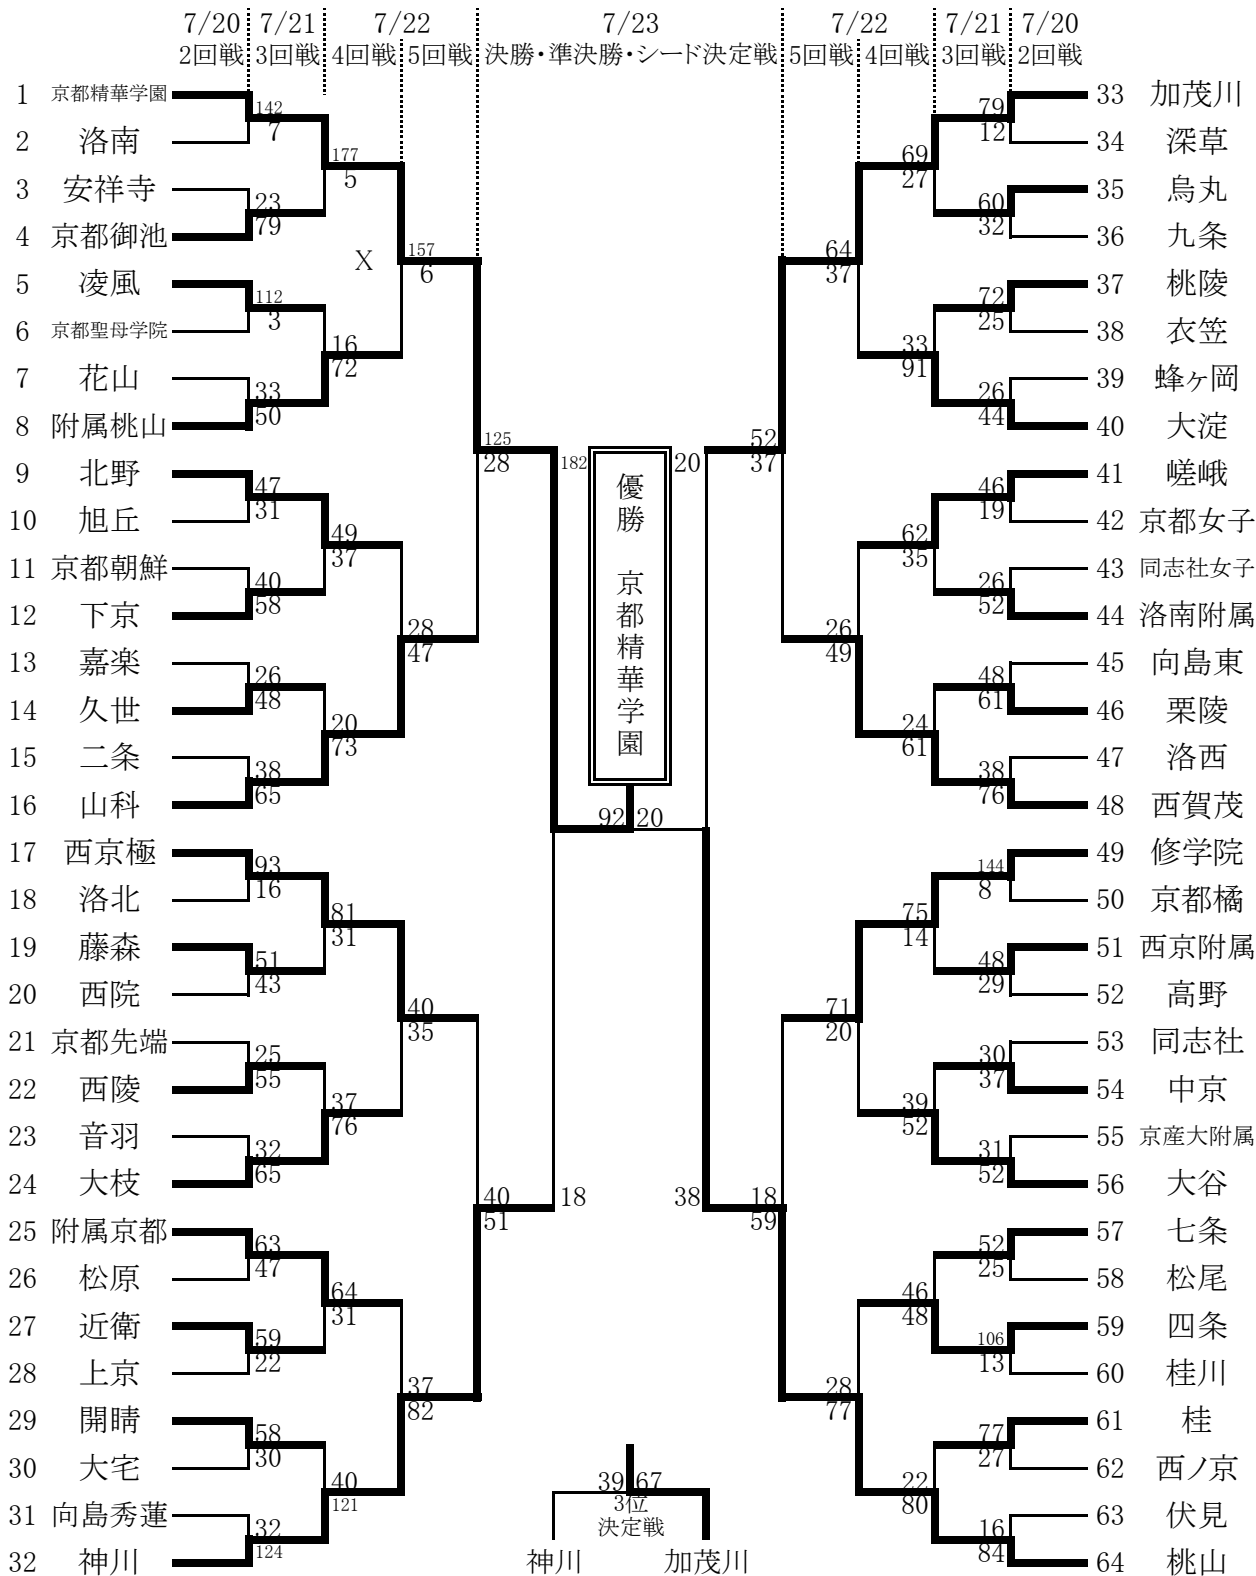 7/20 7/21 7/22 7/23 7/22 7/21 7/20
2回戦 3回戦 4回戦 5回戦 決勝・準決勝・シード決定戦 5回戦 4回戦 3回戦 2回戦
1 京都精華学園
142
7
2 洛南
177
5
3 安祥寺
23
79
4 京都御池
X
157
6
5 凌風
112
3
6 京都聖母学院
16
72
7 花山
33
50
8 附属桃山
125
28
9 北野
47
31
10 旭丘
49
37
11 京都朝鮮
40
58
12 下京
28
47
13 嘉楽
26
48
14 久世
20
73
15 二条
38
65
16 山科
17 西京極
93
16
18 洛北
81
31
19 藤森
51
43
20 西院
40
35
21 京都先端
25
55
22 西陵
37
76
23 音羽
32
65
24 大枝
40
51
25 附属京都
63
47
26 松原
64
31
27 近衛
59
22
28 上京
37
82
29 開晴
58
30
30 大宅
40
121
31 向島秀蓮
32
124
32 神川
182
20
優勝 京都精華学園
92 20
18
38
39 67
3位
決定戦
神川 加茂川
33 加茂川
79
12
34 深草
69
27
35 烏丸
60
32
36 九条
64
37
37 桃陵
72
25
38 衣笠
33
91
39 蜂ヶ岡
26
44
40 大淀
52
37
41 嵯峨
46
19
42 京都女子
62
35
43 同志社女子
26
52
44 洛南附属
26
49
45 向島東
48
61
46 栗陵
24
61
47 洛西
38
76
48 西賀茂
49 修学院
144
8
50 京都橘
75
14
51 西京附属
48
29
52 高野
71
20
53 同志社
30
37
54 中京
39
52
55 京産大附属
31
52
56 大谷
18
59
57 七条
52
25
58 松尾
46
48
59 四条
106
13
60 桂川
28
77
61 桂
77
27
62 西ノ京
22
80
63 伏見
16
84
64 桃山